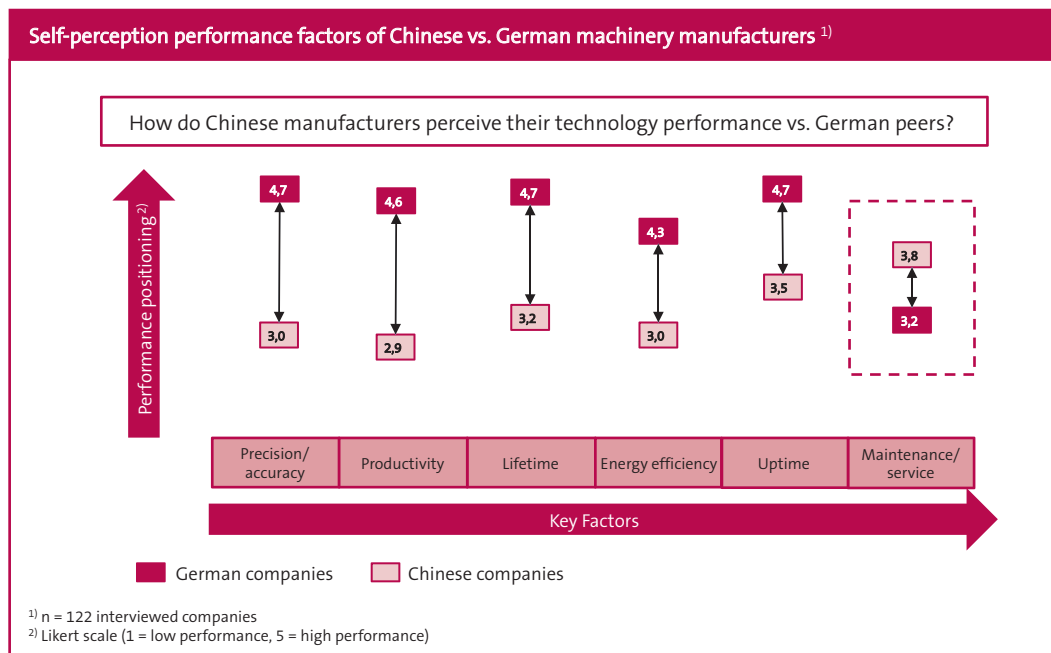 Self-perception performance factors of Chinese vs. German machinery manufacturers 1)
How do Chinese manufacturers perceive their technology performance vs. German peers?
Performance positioning 2)
4,7
3,0
4,6
2,9
4,7
3,2
4,3
3,0
4,7
3,5
3,8
3,2
Precision/
accuracy
Productivity
Lifetime
Energy efficiency
Uptime
Maintenance/
service
Key Factors
German companies
Chinese companies
1) n = 122 interviewed companies
2) Likert scale (1 = low performance, 5 = high performance)